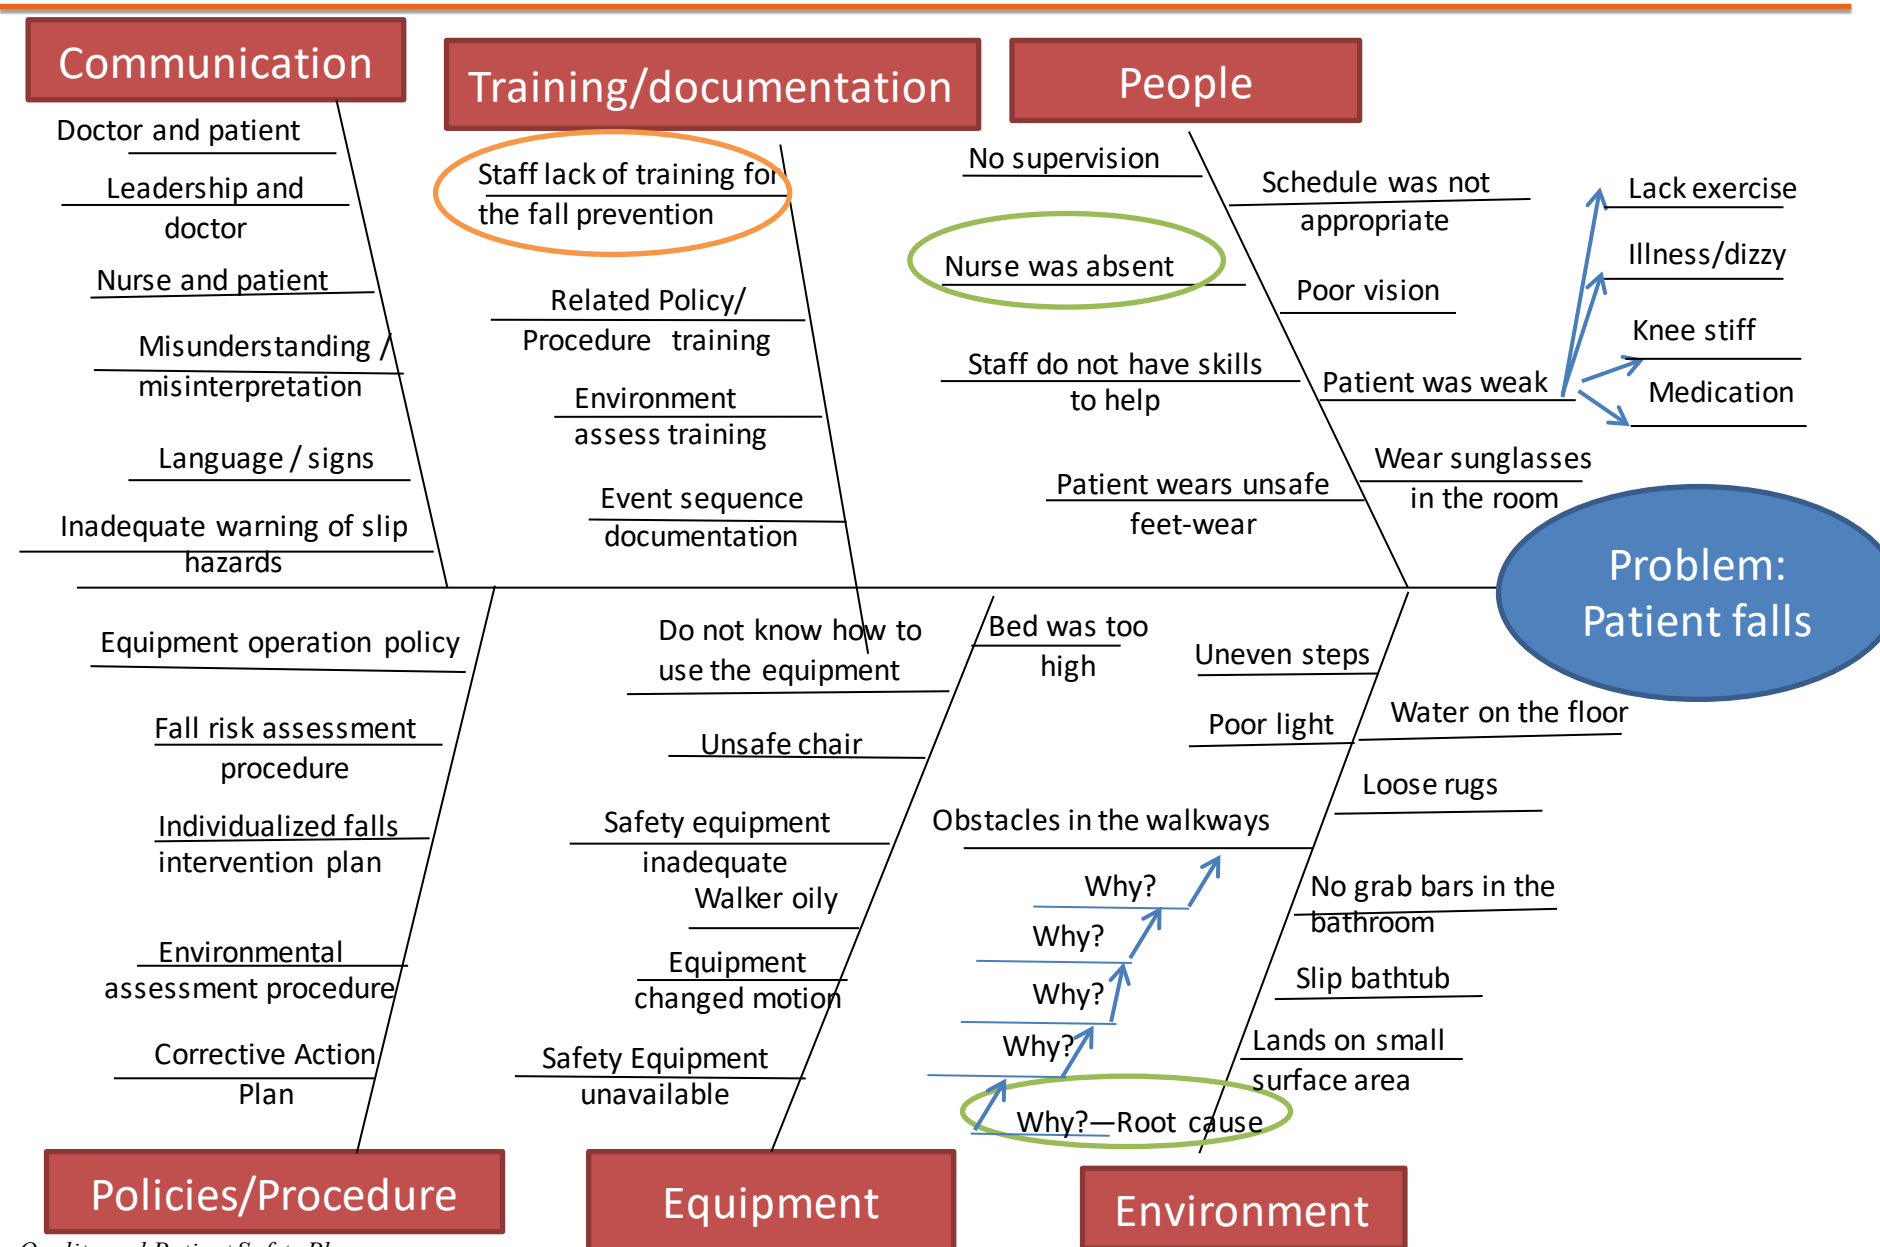 Communication
Doctor and patient
Leadership and
doctor
Nurse and patient
Misunderstanding /
misinterpretation
Language / signs
Inadequate warning of slip
hazards
Training/documentation
Staff lack of training for
the fall prevention
Related Policy/
Procedure training
Environment
assess training
Event sequence
documentation
People
No supervision
Nurse was absent
Staff do not have skills
to help
Patient wears unsafe
feet-wear
Schedule was not
appropriate
Poor vision
Patient was weak
Wear sunglasses
in the room
Lack exercise
Illness/dizzy
Knee stiff
Medication
Problem:
Patient falls
Equipment operation policy
Fall risk assessment
procedure
Individualized falls
intervention plan
Environmental
assessment procedure
Corrective Action
Plan
Policies/Procedure
Do not know how to
use the equipment
Unsafe chair
Safety equipment
inadequate
Walker oily
Equipment
changed motion
Safety Equipment
unavailable
Bed was too
high
Equipment
Uneven steps
Poor light
Obstacles in the walkways
Why?
Why?
Why?
Why?
Why?—Root cause
Water on the floor
Loose rugs
No grab bars in the
bathroom
Slip bathtub
Lands on small
surface area
Environment